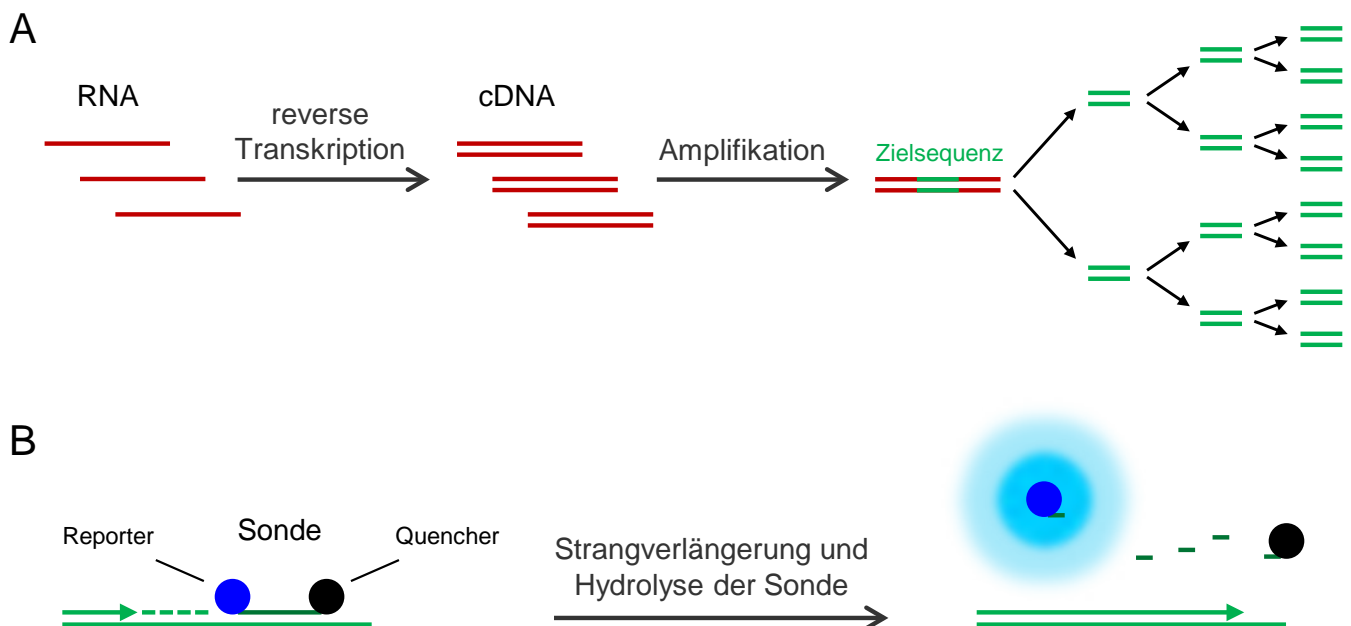 A
RNA
reverse
Transkription
cDNA
Amplifikation
Zielsequenz
B
Reporter
Sonde
Quencher
Strangverlängerung und
Hydrolyse der Sonde